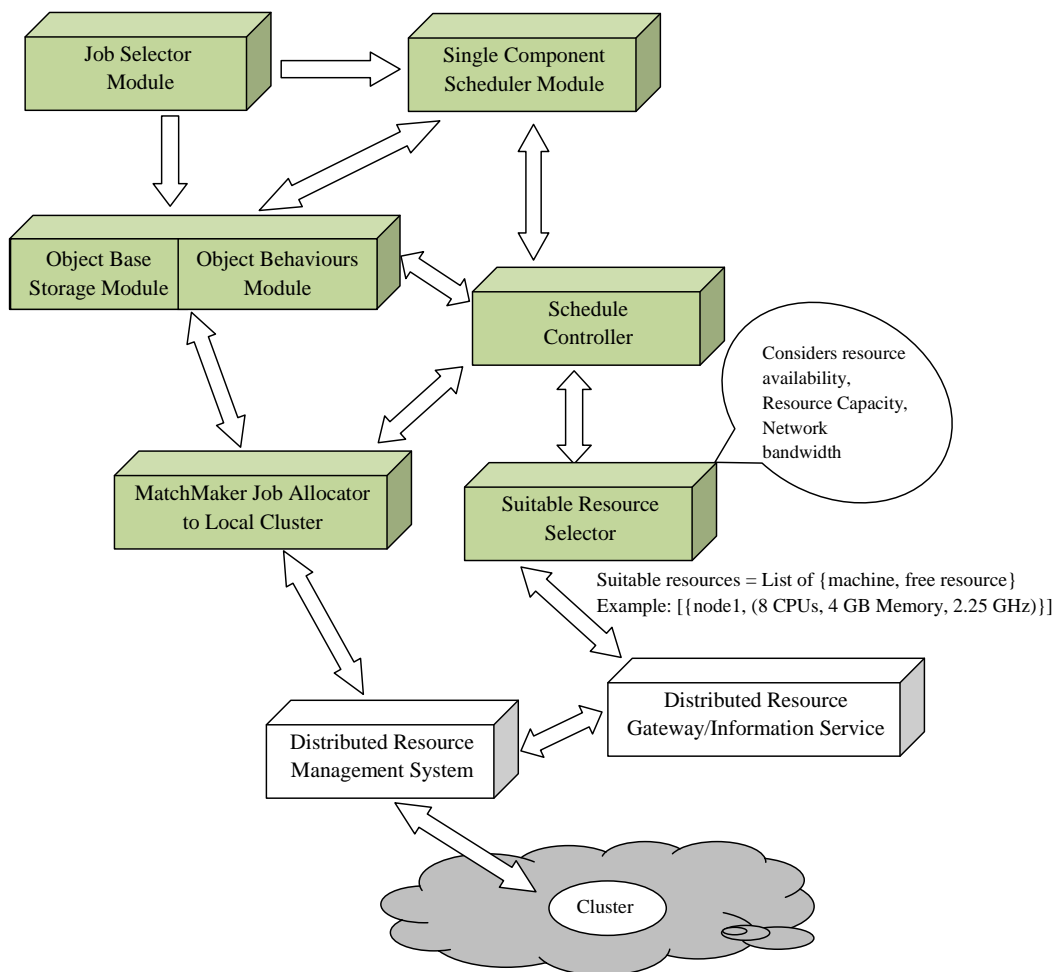 Job Selector
Module
Single Component
Scheduler Module
Object Base
Storage Module
Object Behaviours
Module
Schedule
Controller
Considers resource
availability,
Resource Capacity,
Network
bandwidth
MatchMaker Job Allocator
to Local Cluster
Suitable Resource
Selector
Suitable resources = List of {machine, free resource}
Example: [{node1, (8 CPUs, 4 GB Memory, 2.25 GHz)}]
Distributed Resource
Gateway/Information Service
Distributed Resource
Management System
Cluster